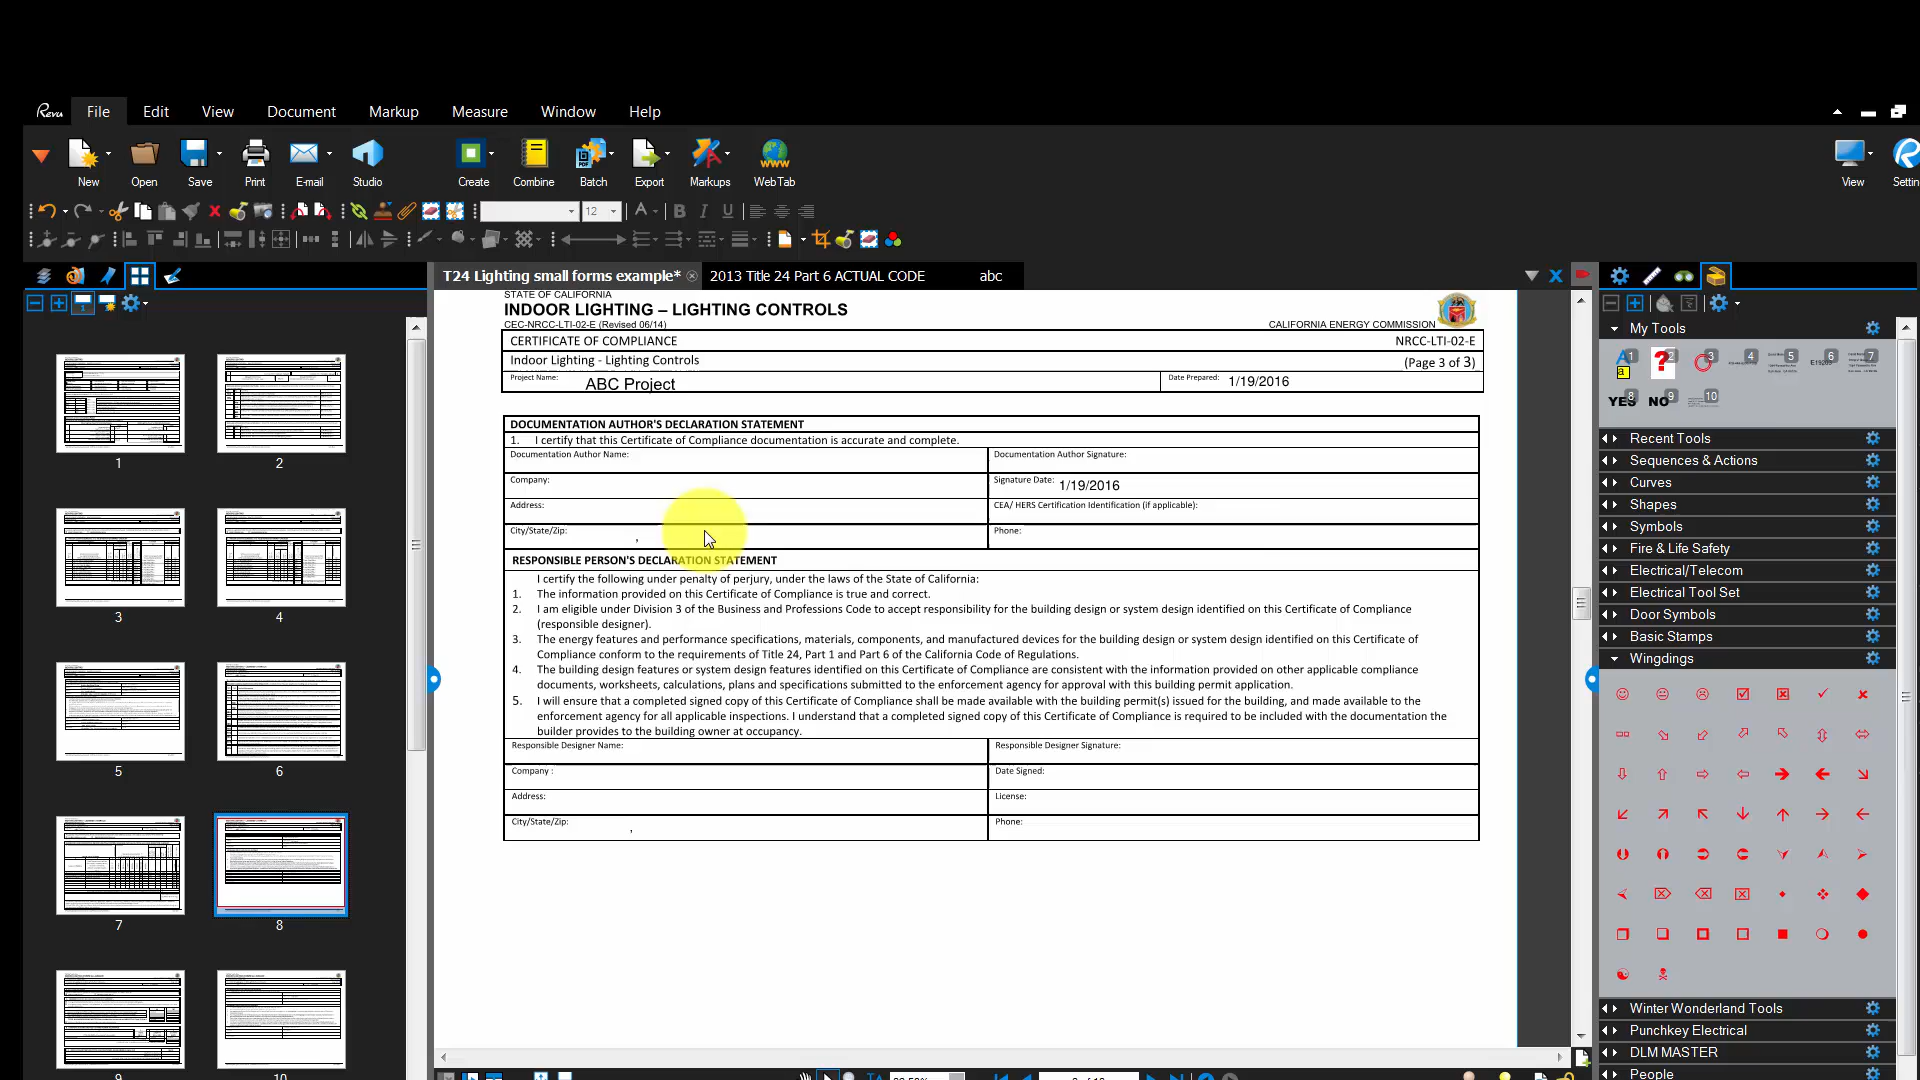 Revu File Edit View Document Markup Measure Window Help
New Open Save Print E-mail Studio Create Combine Batch Export Markups WebTab View Settin
12 A B I U
T24 Lighting small forms example* 2013 Title 24 Part 6 ACTUAL CODE abc
STATE OF CALIFORNIA
INDOOR LIGHTING – LIGHTING CONTROLS
CEC-NRCC-LTI-02-E (Revised 06/14) CALIFORNIA ENERGY COMMISSION
CERTIFICATE OF COMPLIANCE NRCC-LTI-02-E
Indoor Lighting - Lighting Controls (Page 3 of 3)
Project Name: ABC Project Date Prepared: 1/19/2016
DOCUMENTATION AUTHOR'S DECLARATION STATEMENT
1. I certify that this Certificate of Compliance documentation is accurate and complete.
Documentation Author Name: Documentation Author Signature:
Company: Signature Date: 1/19/2016
Address: CEA/ HERS Certification Identification (if applicable):
City/State/Zip: , Phone:
RESPONSIBLE PERSON'S DECLARATION STATEMENT
I certify the following under penalty of perjury, under the laws of the State of California:
1. The information provided on this Certificate of Compliance is true and correct.
2. I am eligible under Division 3 of the Business and Professions Code to accept responsibility for the building design or system design identified on this Certificate of Compliance
(responsible designer).
3. The energy features and performance specifications, materials, components, and manufactured devices for the building design or system design identified on this Certificate of
Compliance conform to the requirements of Title 24, Part 1 and Part 6 of the California Code of Regulations.
4. The building design features or system design features identified on this Certificate of Compliance are consistent with the information provided on other applicable compliance
documents, worksheets, calculations, plans and specifications submitted to the enforcement agency for approval with this building permit application.
5. I will ensure that a completed signed copy of this Certificate of Compliance shall be made available with the building permit(s) issued for the building, and made available to the
enforcement agency for all applicable inspections. I understand that a completed signed copy of this Certificate of Compliance is required to be included with the documentation the
builder provides to the building owner at occupancy.
Responsible Designer Name: Responsible Designer Signature:
Company : Date Signed:
Address: License:
City/State/Zip: , Phone:
1 2
3 4
5 6
7 8
9 10
My Tools
1 2 3 4 5 6 7
YES 8 NO 9 10
Recent Tools
Sequences & Actions
Curves
Shapes
Symbols
Fire & Life Safety
Electrical/Telecom
Electrical Tool Set
Door Symbols
Basic Stamps
Wingdings
Winter Wonderland Tools
Punchkey Electrical
DLM MASTER
People